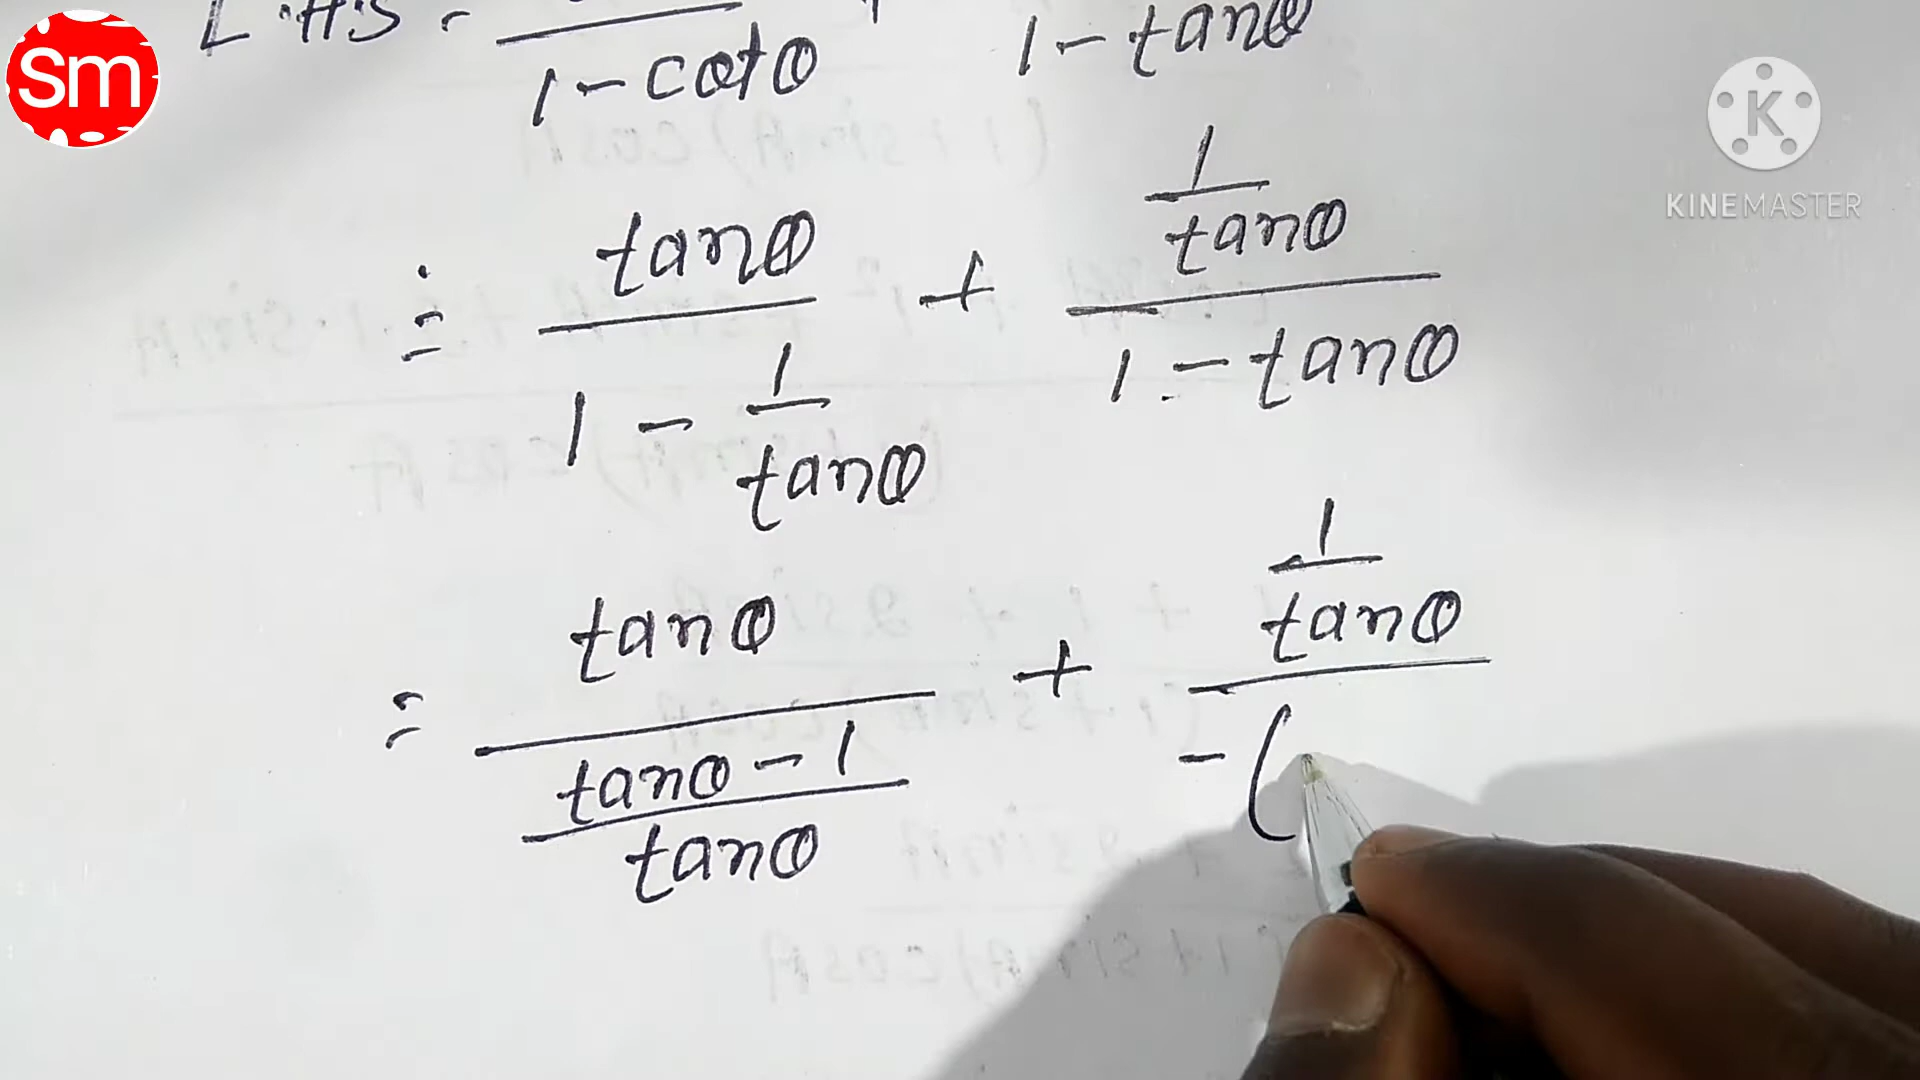 Sm
L.H.S =
1 - cotθ 1 - tanθ
KINEMASTER
= tanθ / (1 - 1/tanθ) + (1/tanθ) / (1 - tanθ)
= tanθ / ((tanθ - 1)/tanθ) + (1/tanθ) / -(